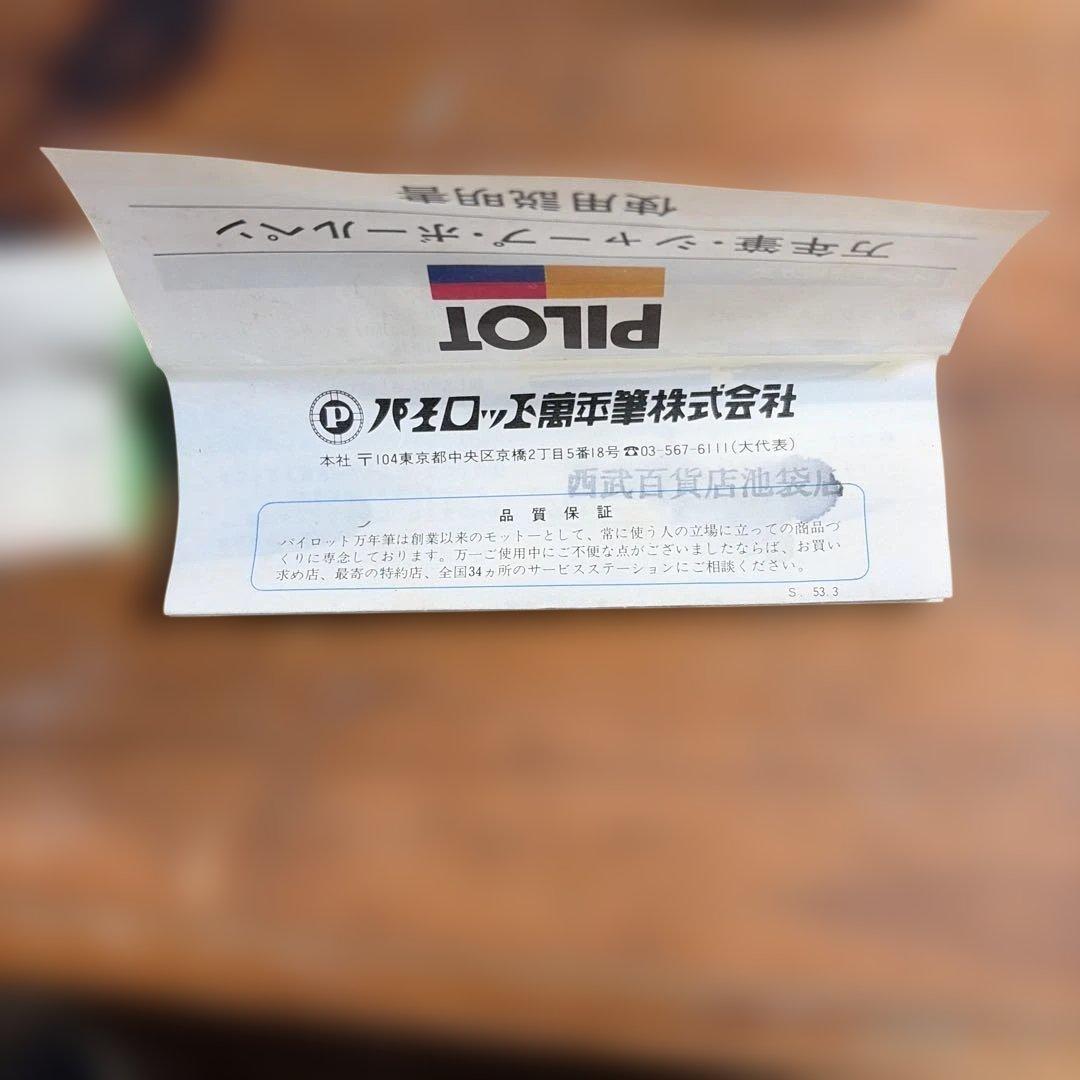 使用説明書
万年筆・シャープ・ボールペン
PILOT
P パイロット萬年筆株式会社
本社 〒104東京都中央区京橋2丁目5番18号 ☎03-567-6111(大代表)
西武百貨店池袋店
品質保証
パイロット万年筆は創業以来のモットーとして、常に使う人の立場に立っての商品づ
くりに専念しております。万一ご使用中にご不便な点がございましたならば、お買い
求め店、最寄の特約店、全国34ヵ所のサービスステーションにご相談ください。
S. 53.3